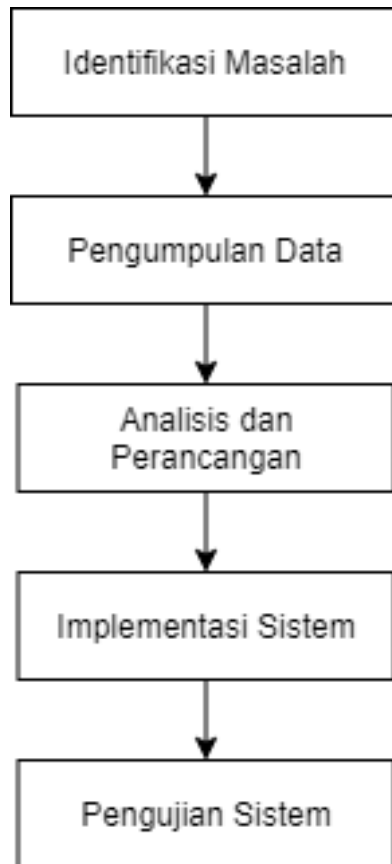 Identifikasi Masalah
Pengumpulan Data
Analisis dan
Perancangan
Implementasi Sistem
Pengujian Sistem